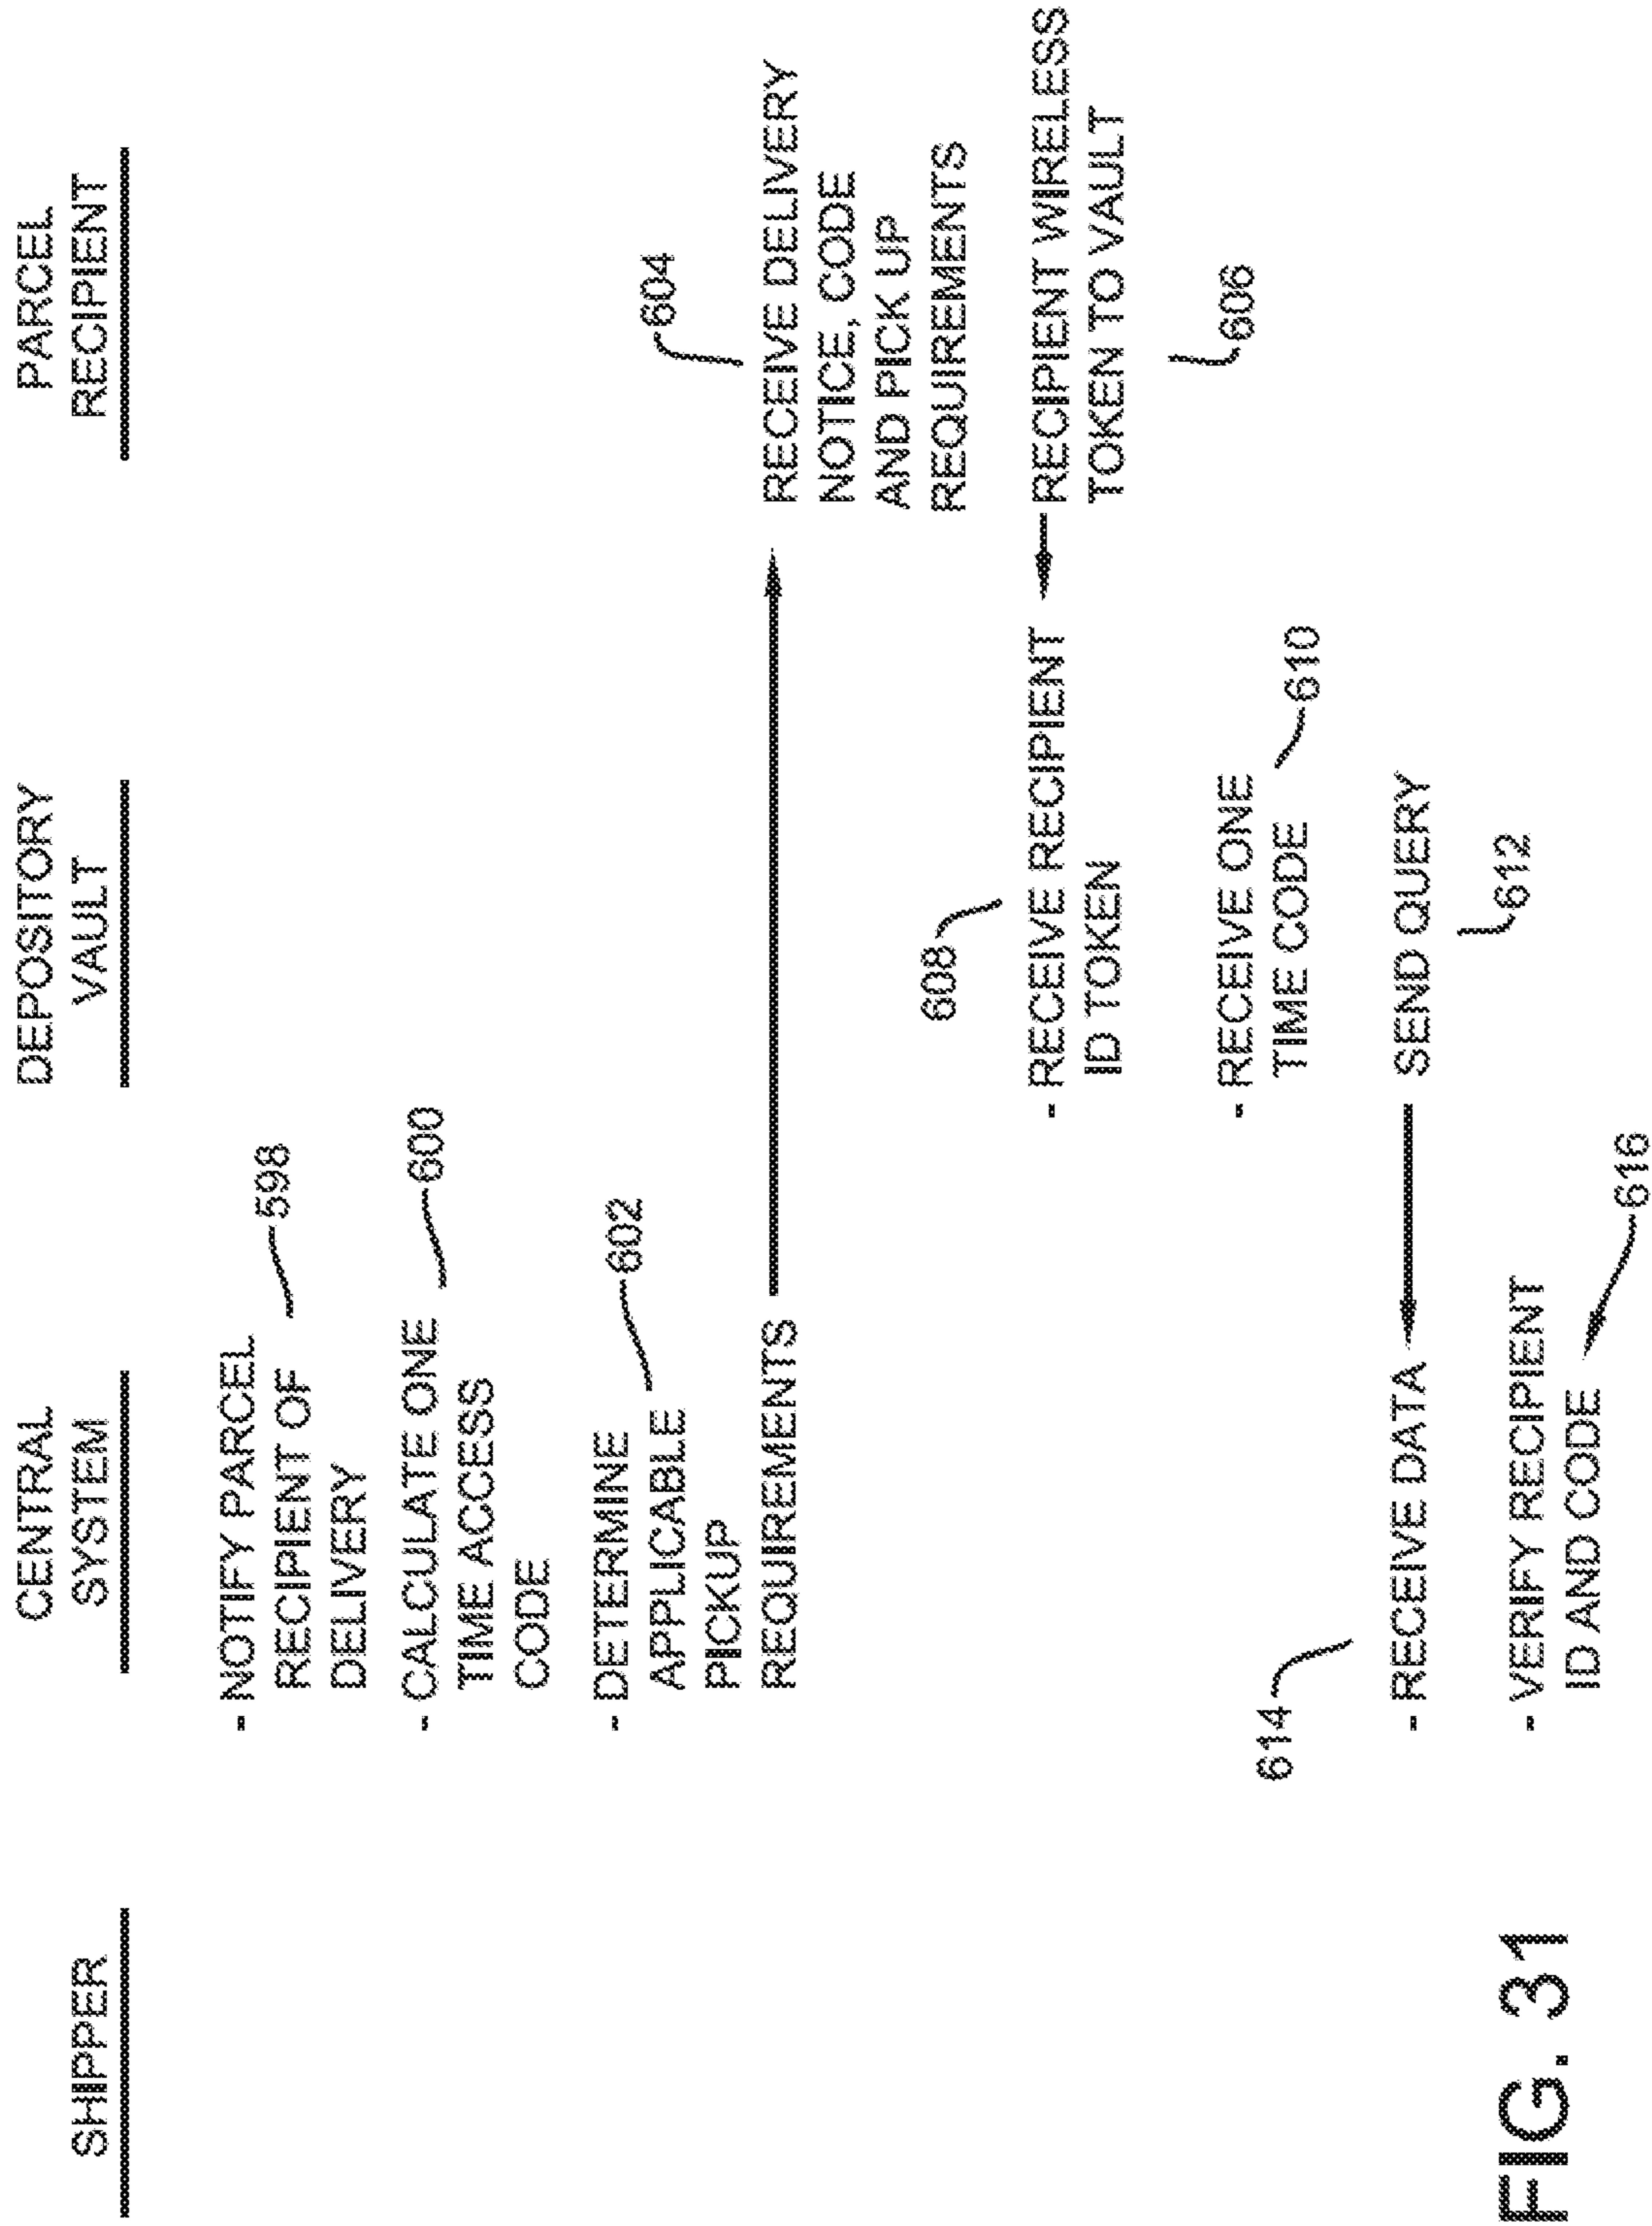 SHIPPER
CENTRAL
SYSTEM
DEPOSITORY
VAULT
PARCEL
RECIPIENT
- NOTIFY PARCEL
RECIPIENT OF
DELIVERY
598
- CALCULATE ONE
TIME ACCESS
CODE
600
- DETERMINE
APPLICABLE
PICKUP
REQUIREMENTS
602
604
RECEIVE DELIVERY
NOTICE, CODE
AND PICK UP
REQUIREMENTS
RECIPIENT WIRELESS
TOKEN TO VAULT
606
608
- RECEIVE RECIPIENT
ID TOKEN
- RECEIVE ONE
TIME CODE
610
SEND QUERY
612
614
- RECEIVE DATA
- VERIFY RECIPIENT
ID AND CODE
616
FIG. 31